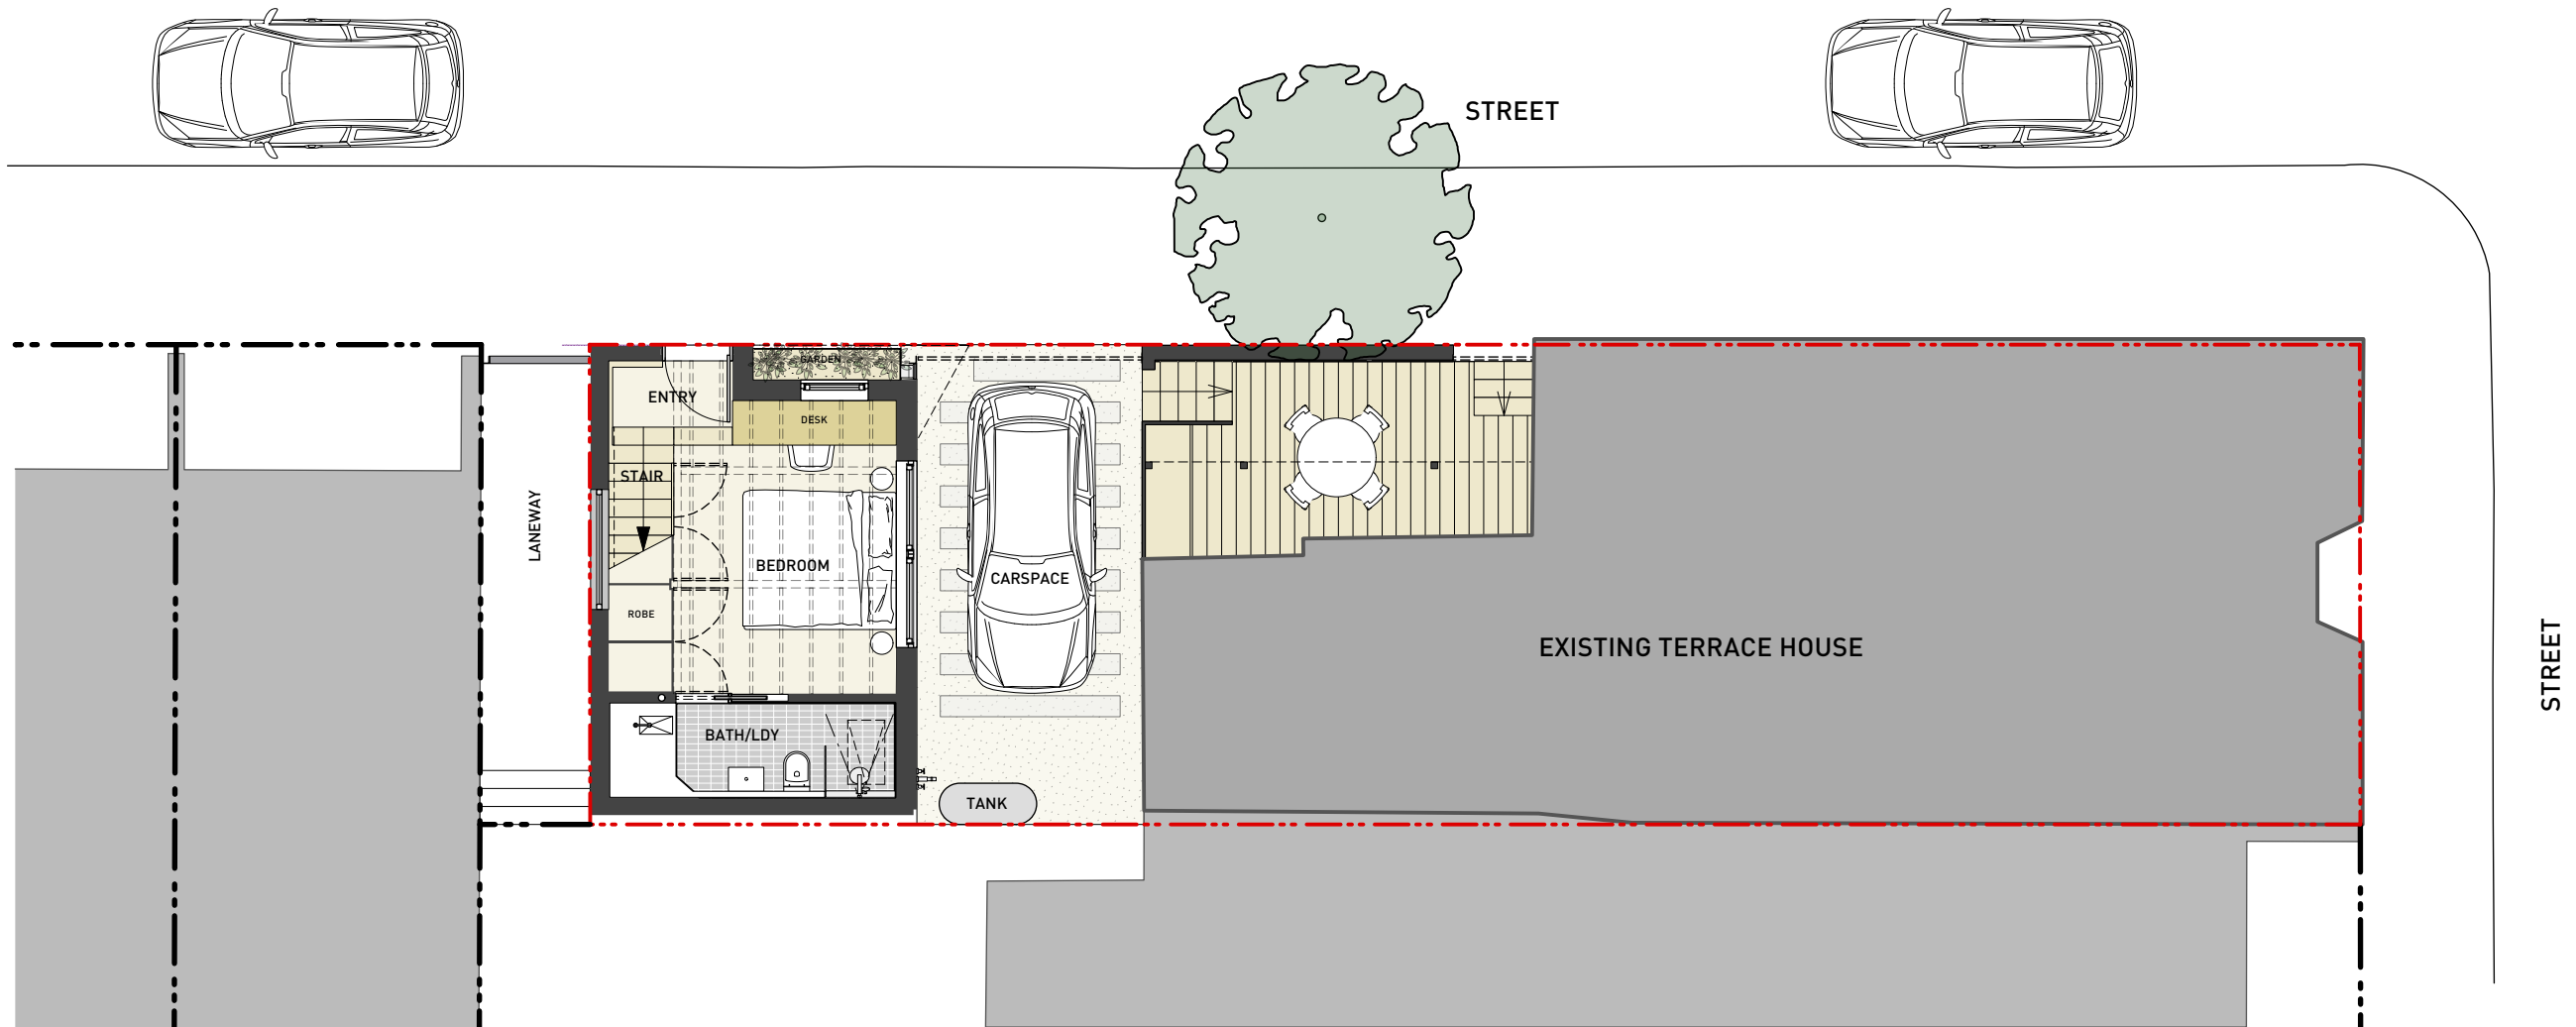 STREET
GARDEN
ENTRY
DESK
STAIR
LANEWAY
BEDROOM
CARSPACE
ROBE
EXISTING TERRACE HOUSE
STREET
BATH/LDY
TANK